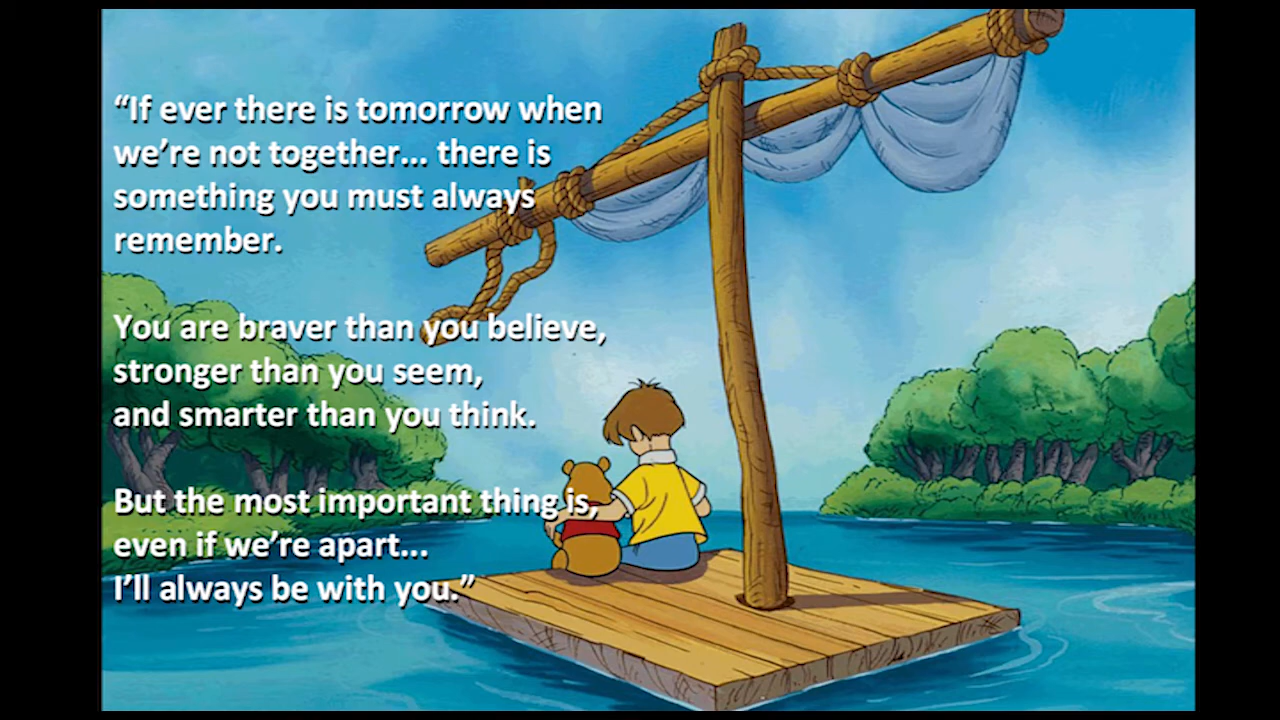 “If ever there is tomorrow when
we’re not together... there is
something you must always
remember.
You are braver than you believe,
stronger than you seem,
and smarter than you think.
But the most important thing is,
even if we’re apart...
I’ll always be with you.”